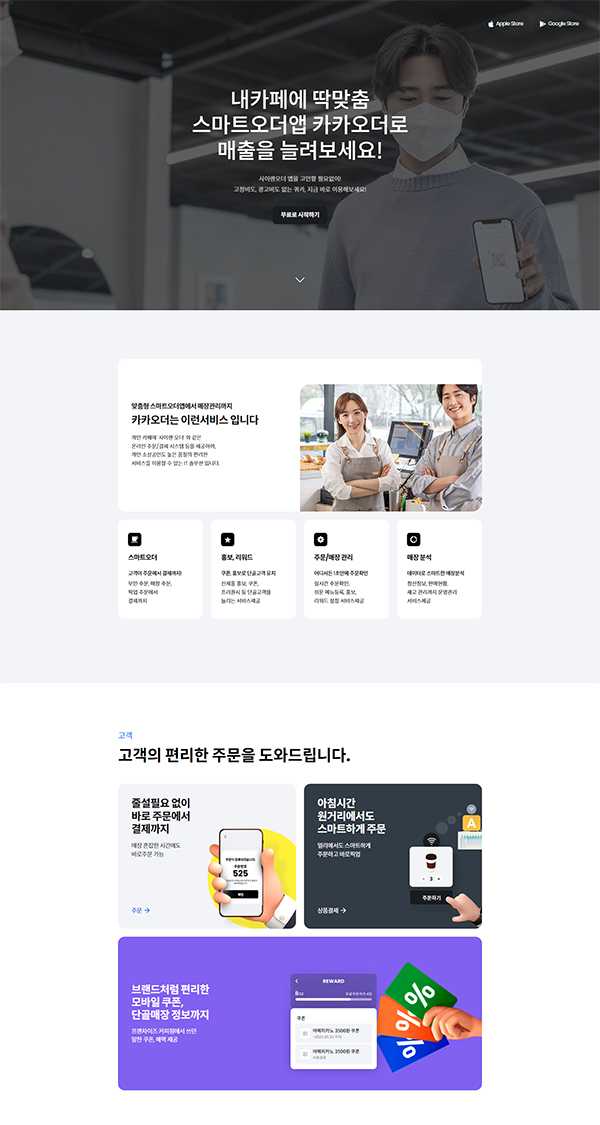 Apple Store
Google Store
내카페에 딱맞춤
스마트오더앱 카카오더로
매출을 늘려보세요!
사이렌오더 앱을 고민할 필요없이!
고정비도, 광고비도 없는 퀵카, 지금 바로 이용해보세요!
무료로 시작하기
맞춤형 스마트오더앱에서 매장관리까지
카카오더는 이런서비스 입니다
개인 카페에 '사이렌 오더' 와 같은
온라인 주문/결제 시스템 등을 제공하여,
개인 소상공인도 높은 품질의 편리한
서비스를 이용할 수 있는 IT 솔루션 입니다.
스마트오더
고객이 주문에서 결제까지!
무인 주문, 매장 주문,
픽업 주문에서
결제까지
홍보, 리워드
쿠폰, 홍보로 단골고객 유치
신제품 홍보, 쿠폰,
프리퀀시 등 단골고객을
늘리는 서비스제공
주문/매장 관리
어디서든 1초만에 주문확인
실시간 주문확인,
쉬운 메뉴등록, 홍보,
리워드 설정 서비스제공
매장 분석
데이터로 스마트한 매장분석
정산정보, 판매현황,
재고 관리까지 운영관리
서비스제공
고객
고객의 편리한 주문을 도와드립니다.
줄설필요 없이
바로 주문에서
결제까지
매장 혼잡한 시간에도
바로주문 가능
주문 →
주문이 완료되었습니다.
주문번호
525
확인
아침시간
원거리에서도
스마트하게 주문
멀리에서도 스마트하게
주문하고 바로픽업
상품결제 →
A
- 3 +
주문하기
브랜드처럼 편리한
모바일 쿠폰,
단골매장 정보까지
프랜차이즈 커피점에서 쓰던
알찬 쿠폰, 혜택 제공
REWARD
8/12
쿠폰
아메리카노 3500원 쿠폰
아메리카노 3500원 쿠폰
%
%
%